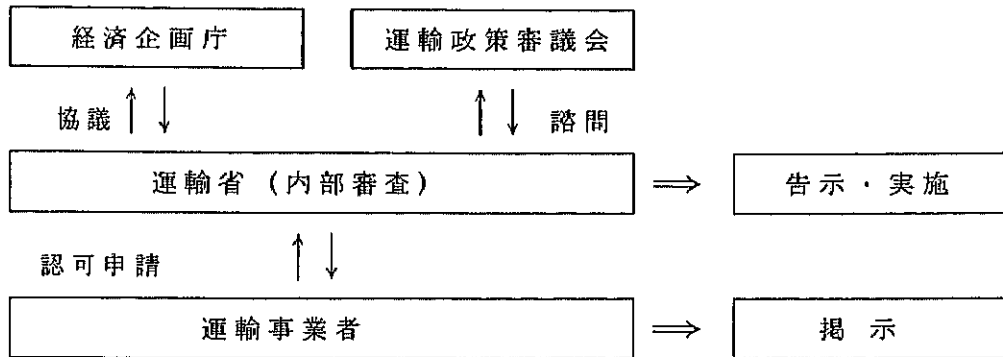 経済企画庁 運輸政策審議会
協議 ↑↓ ↑↓ 諮問
運輸省（内部審査） ⇒ 告示・実施
認可申請 ↑↓
運輸事業者 ⇒ 掲示